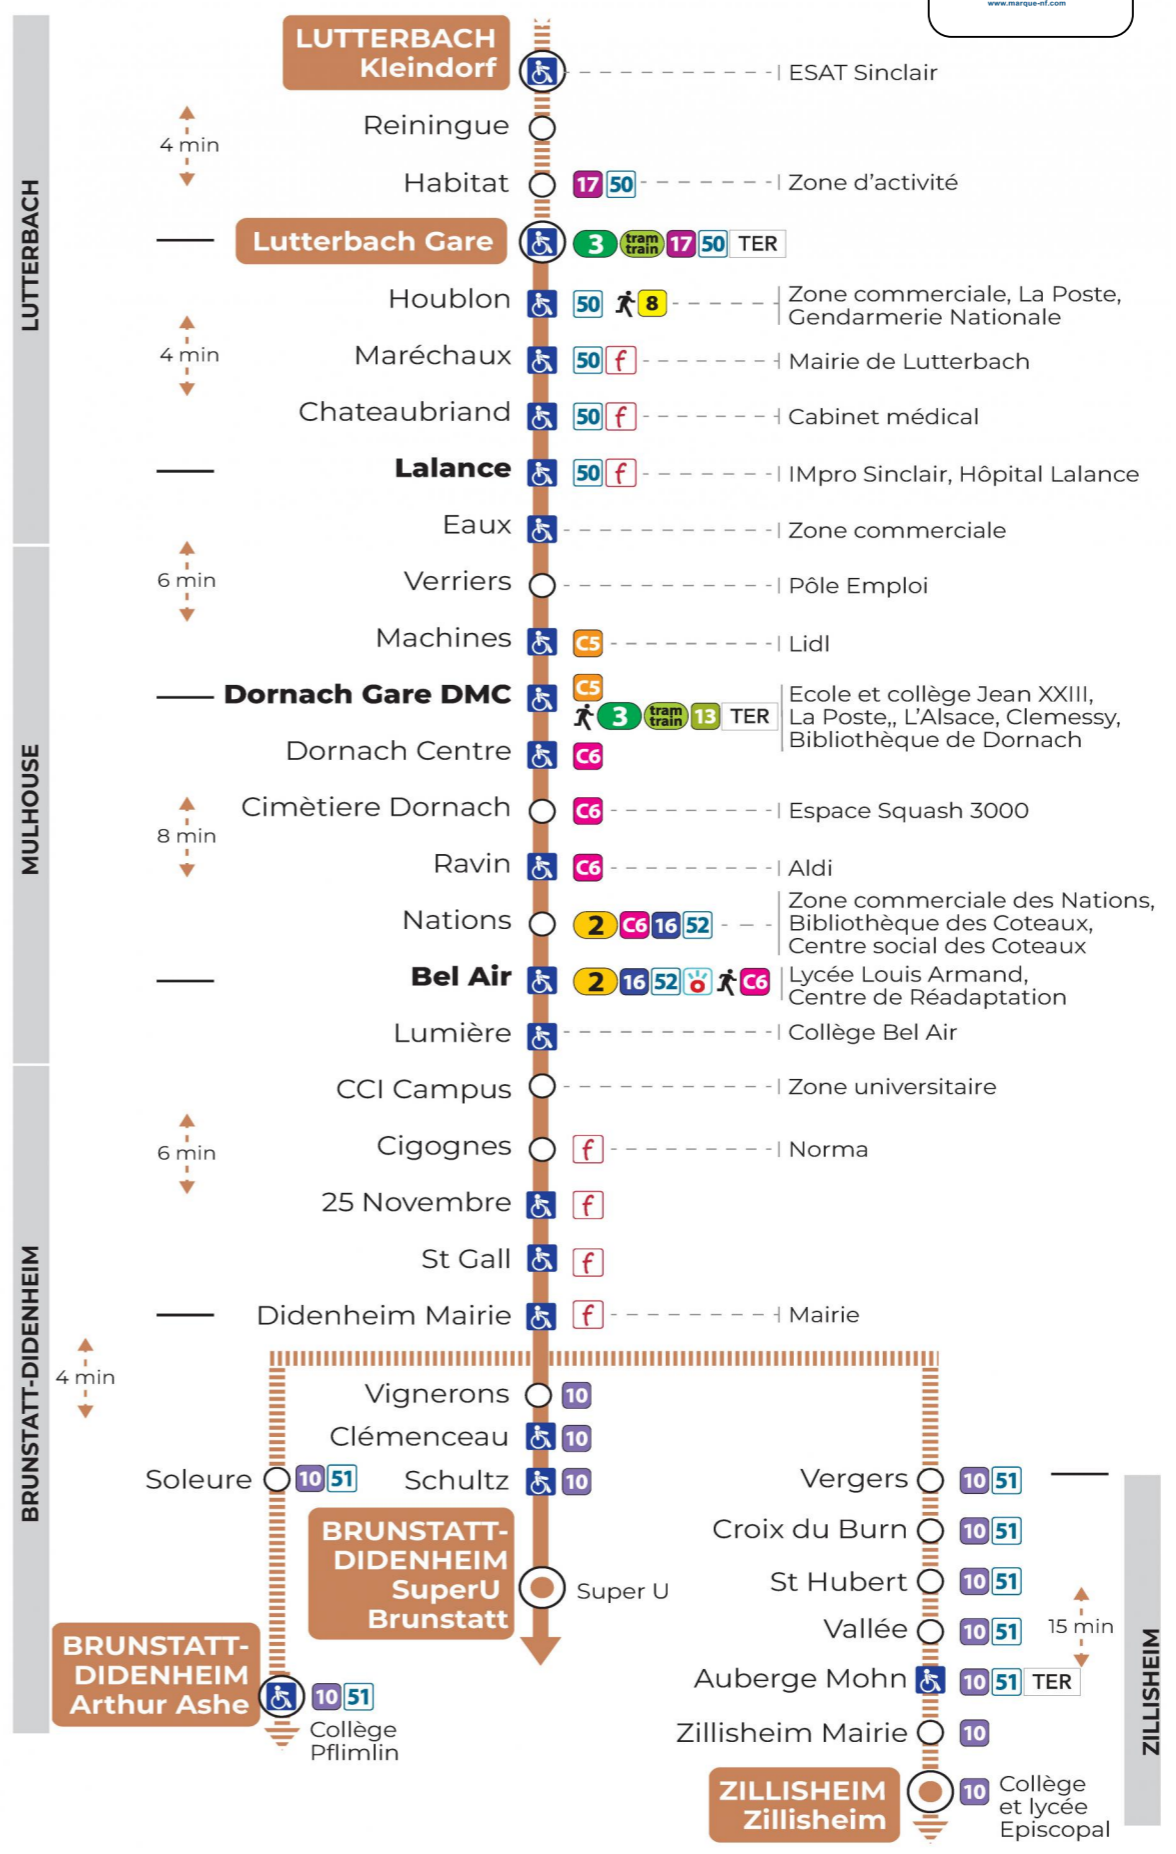 www.marque-nf.com
LUTTERBACH
Kleindorf
ESAT Sinclair
Reiningue
4 min
Habitat
17 50
Zone d'activité
LUTTERBACH
Lutterbach Gare
3 tram train 17 50 TER
Houblon
50 8
Zone commerciale, La Poste,
Gendarmerie Nationale
4 min
Maréchaux
50 f
Mairie de Lutterbach
Chateaubriand
50 f
Cabinet médical
Lalance
50 f
IMpro Sinclair, Hôpital Lalance
Eaux
Zone commerciale
6 min
Verriers
Pôle Emploi
Machines
C5
Lidl
Dornach Gare DMC
C5
3 tram train 13 TER
Ecole et collège Jean XXIII,
La Poste,, L'Alsace, Clemessy,
Bibliothèque de Dornach
Dornach Centre
C6
MULHOUSE
Cimètiere Dornach
C6
Espace Squash 3000
8 min
Ravin
C6
Aldi
Nations
2 C6 16 52
Zone commerciale des Nations,
Bibliothèque des Coteaux,
Centre social des Coteaux
Bel Air
2 16 52 C6
Lycée Louis Armand,
Centre de Réadaptation
Lumière
Collège Bel Air
CCI Campus
Zone universitaire
Cigognes
f
Norma
6 min
25 Novembre
f
St Gall
f
Didenheim Mairie
f
Mairie
BRUNSTATT-DIDENHEIM
4 min
Vignerons
10
Clémenceau
10
Schultz
10
BRUNSTATT-
DIDENHEIM
SuperU
Brunstatt
Super U
Soleure
10 51
BRUNSTATT-
DIDENHEIM
Arthur Ashe
10 51
Collège
Pflimlin
Vergers
10 51
Croix du Burn
10 51
St Hubert
10 51
Vallée
10 51
15 min
Auberge Mohn
10 51 TER
Zillisheim Mairie
10
ZILLISHEIM
Zillisheim
10
Collège
et lycée
Episcopal
ZILLISHEIM